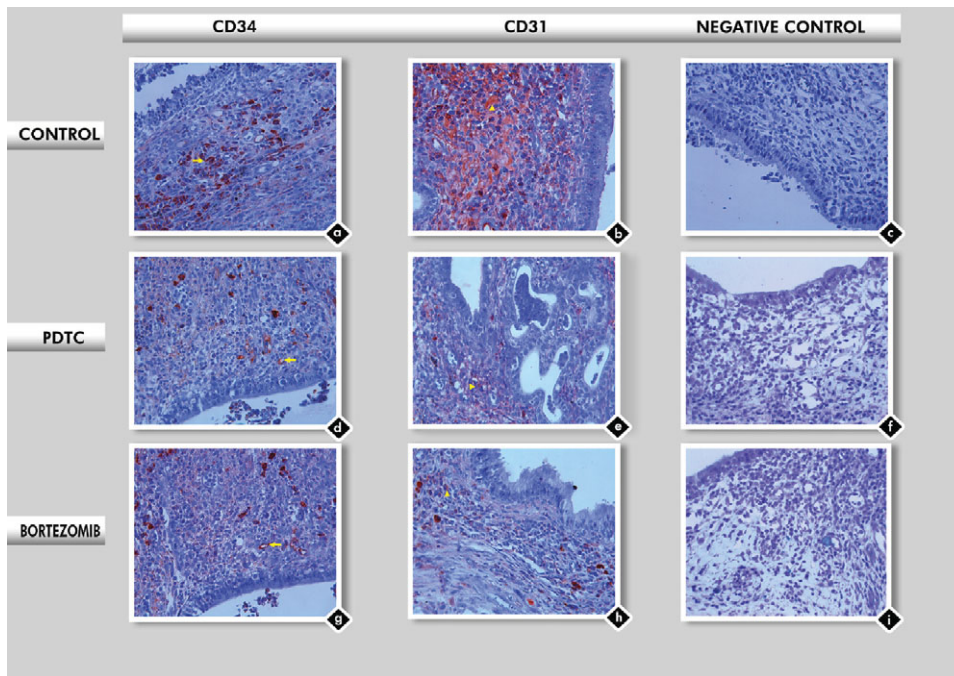 CD34 CD31 NEGATIVE CONTROL
CONTROL
a b c
PDTC
d e f
BORTEZOMIB
g h i